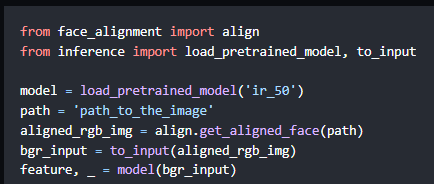 from face_alignment import align
from inference import load_pretrained_model, to_input
model = load_pretrained_model('ir_50')
path = 'path_to_the_image'
aligned_rgb_img = align.get_aligned_face(path)
bgr_input = to_input(aligned_rgb_img)
feature, _ = model(bgr_input)